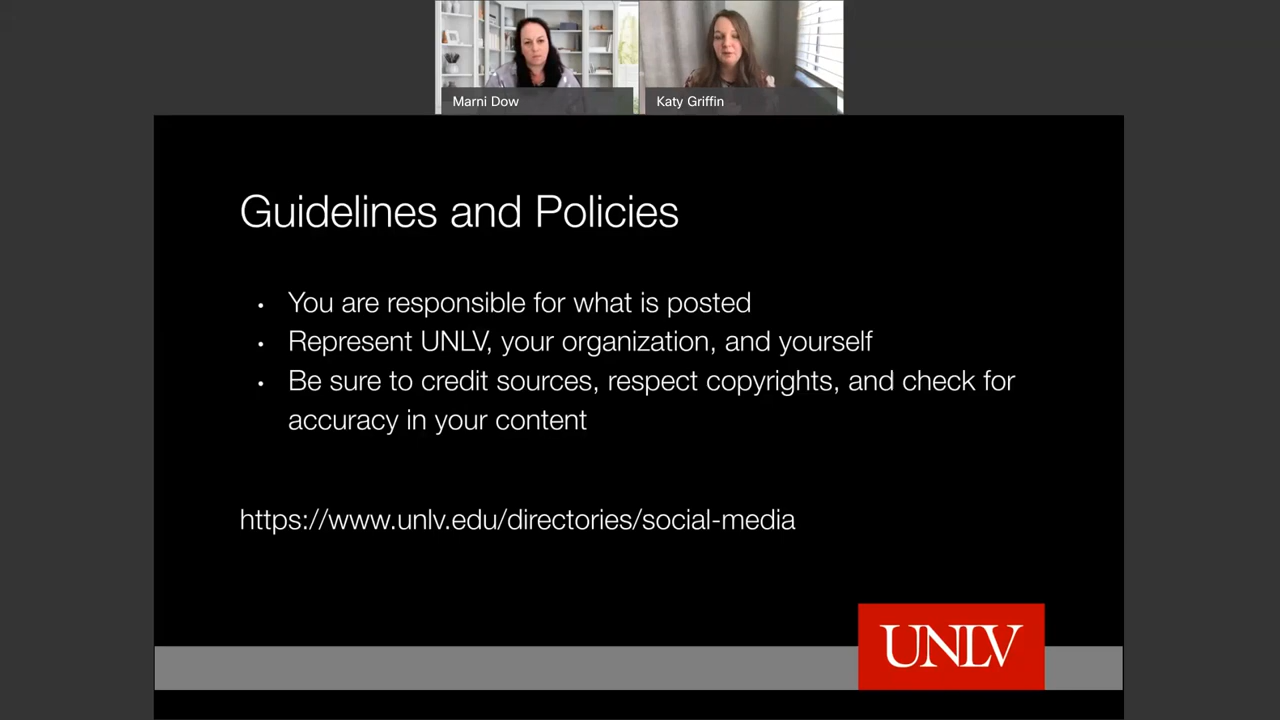 Marni Dow
Katy Griffin
Guidelines and Policies
• You are responsible for what is posted
• Represent UNLV, your organization, and yourself
• Be sure to credit sources, respect copyrights, and check for
accuracy in your content
https://www.unlv.edu/directories/social-media
UNLV